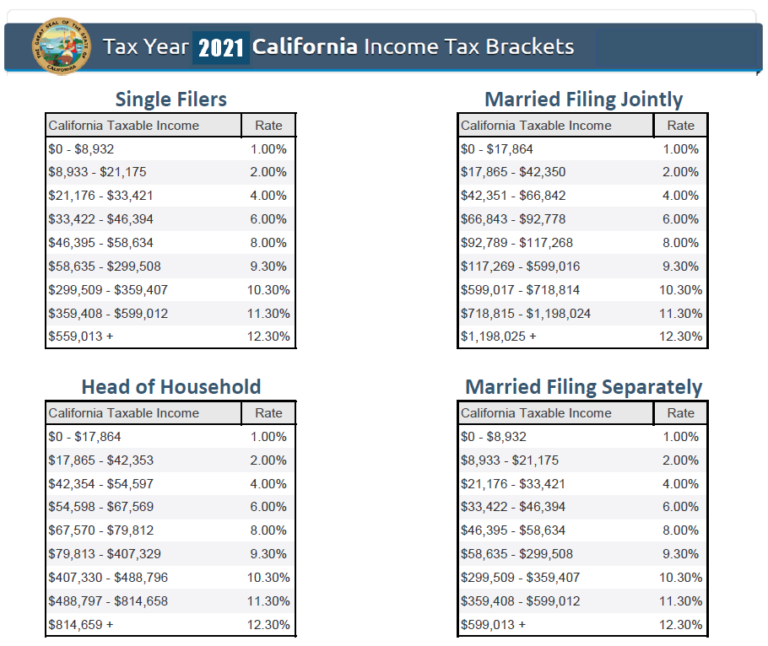 Tax Year 2021 California Income Tax Brackets
Single Filers
California Taxable Income Rate
$0 - $8,932 1.00%
$8,933 - $21,175 2.00%
$21,176 - $33,421 4.00%
$33,422 - $46,394 6.00%
$46,395 - $58,634 8.00%
$58,635 - $299,508 9.30%
$299,509 - $359,407 10.30%
$359,408 - $599,012 11.30%
$559,013 + 12.30%
Married Filing Jointly
California Taxable Income Rate
$0 - $17,864 1.00%
$17,865 - $42,350 2.00%
$42,351 - $66,842 4.00%
$66,843 - $92,778 6.00%
$92,789 - $117,268 8.00%
$117,269 - $599,016 9.30%
$599,017 - $718,814 10.30%
$718,815 - $1,198,024 11.30%
$1,198,025 + 12.30%
Head of Household
California Taxable Income Rate
$0 - $17,864 1.00%
$17,865 - $42,353 2.00%
$42,354 - $54,597 4.00%
$54,598 - $67,569 6.00%
$67,570 - $79,812 8.00%
$79,813 - $407,329 9.30%
$407,330 - $488,796 10.30%
$488,797 - $814,658 11.30%
$814,659 + 12.30%
Married Filing Separately
California Taxable Income Rate
$0 - $8,932 1.00%
$8,933 - $21,175 2.00%
$21,176 - $33,421 4.00%
$33,422 - $46,394 6.00%
$46,395 - $58,634 8.00%
$58,635 - $299,508 9.30%
$299,509 - $359,407 10.30%
$359,408 - $599,012 11.30%
$599,013 + 12.30%